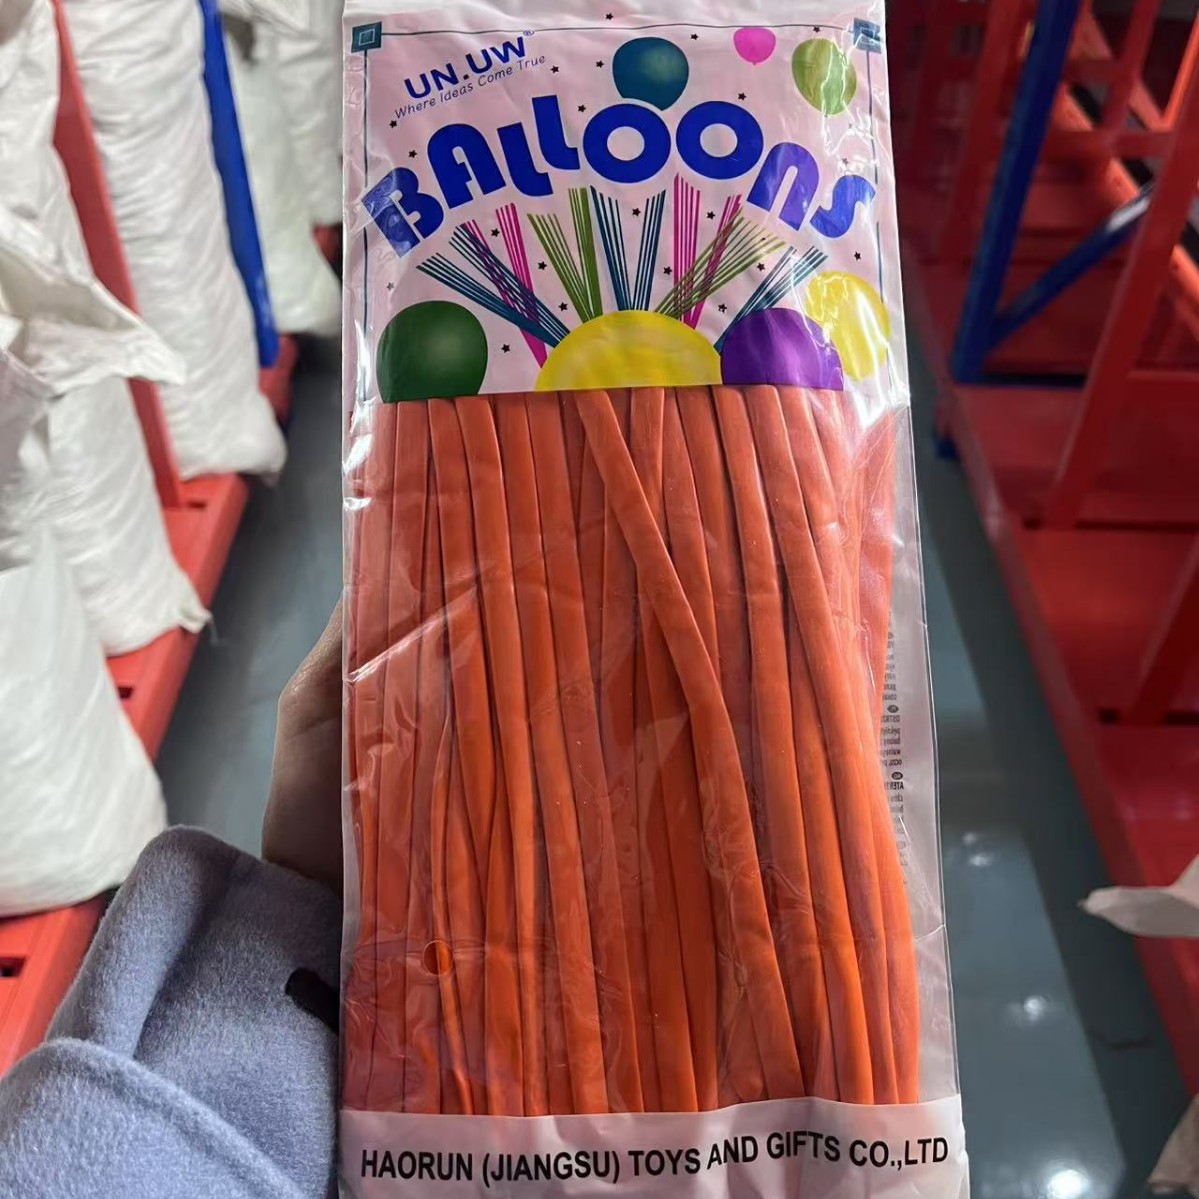 UN.UW®
Where Ideas Come True
BALLOONS
HAORUN (JIANGSU) TOYS AND GIFTS CO.,LTD